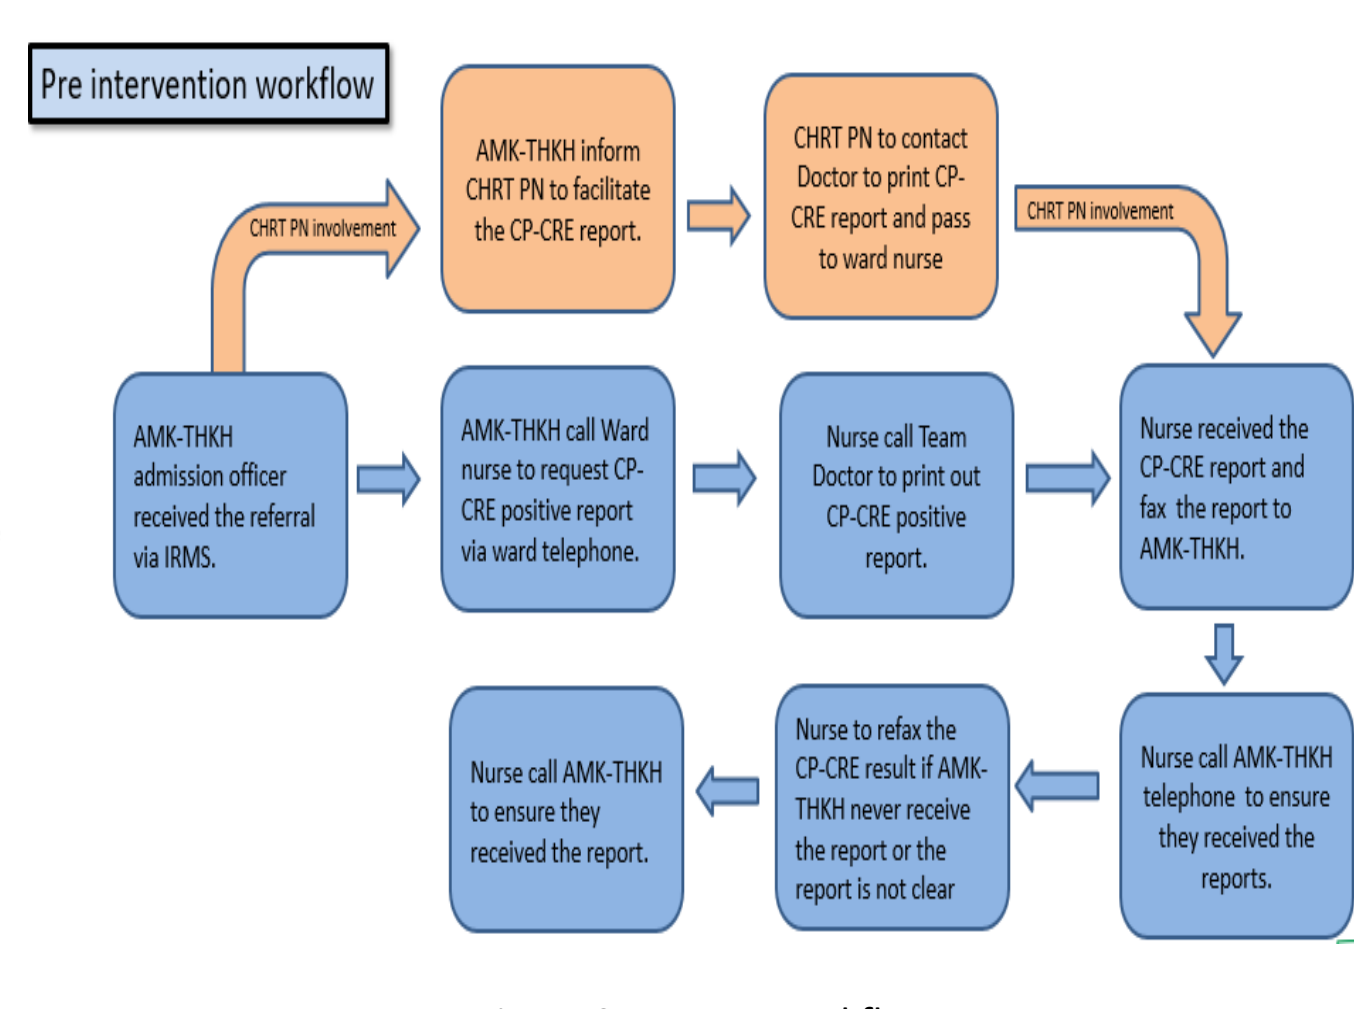 Pre intervention workflow
AMK-THKH inform
CHRT PN to facilitate
the CP-CRE report.
CHRT PN to contact
Doctor to print CP-
CRE report and pass
to ward nurse
CHRT PN involvement
CHRT PN involvement
AMK-THKH
admission officer
received the referral
via IRMS.
AMK-THKH call Ward
nurse to request CP-
CRE positive report
via ward telephone.
Nurse call Team
Doctor to print out
CP-CRE positive
report.
Nurse received the
CP-CRE report and
fax the report to
AMK-THKH.
Nurse call AMK-THKH
telephone to ensure
they received the
reports.
Nurse to refax the
CP-CRE result if AMK-
THKH never receive
the report or the
report is not clear
Nurse call AMK-THKH
to ensure they
received the report.